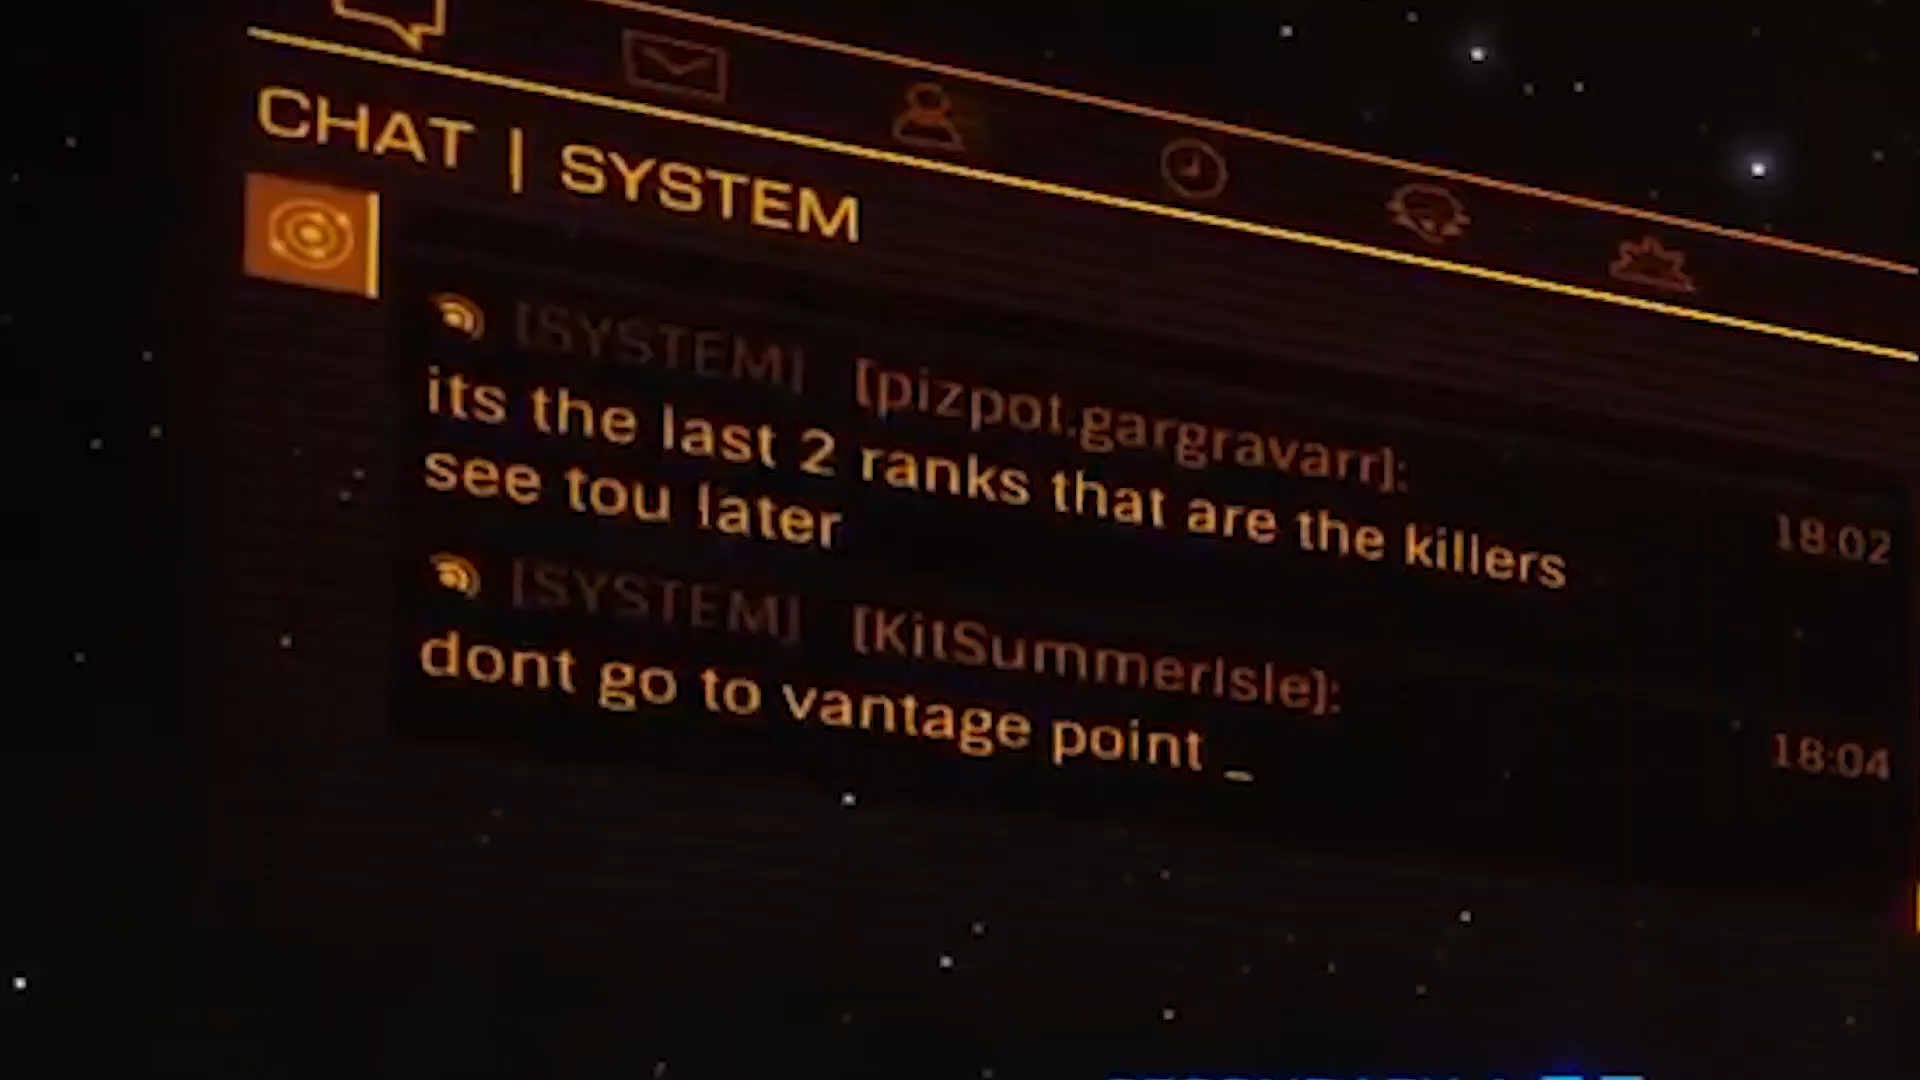 CHAT | SYSTEM
[SYSTEM] [pizpot.gargravarr]:
its the last 2 ranks that are the killers
see tou later
18:02
[SYSTEM] [KitSummerIsle]:
dont go to vantage point _
18:04